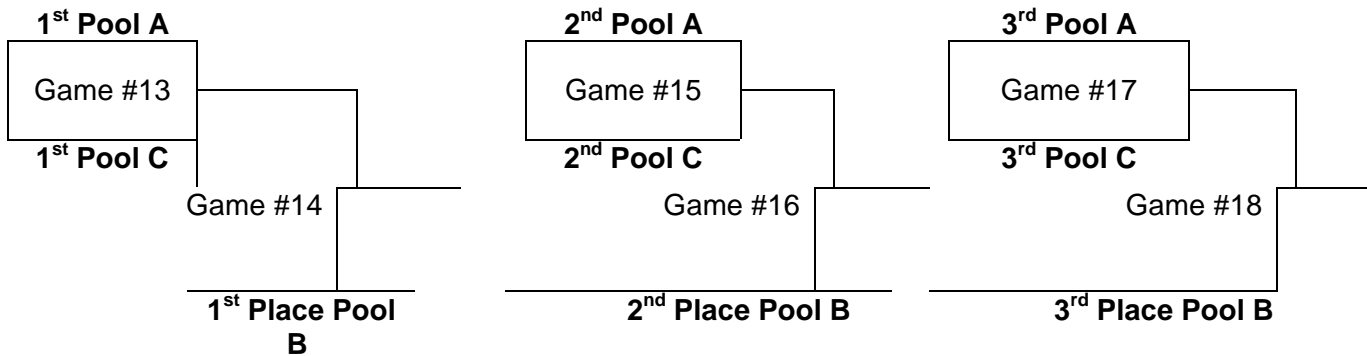 1st Pool A
Game #13
1st Pool C
Game #14
1st Place Pool
B
2nd Pool A
Game #15
2nd Pool C
Game #16
2nd Place Pool B
3rd Pool A
Game #17
3rd Pool C
Game #18
3rd Place Pool B